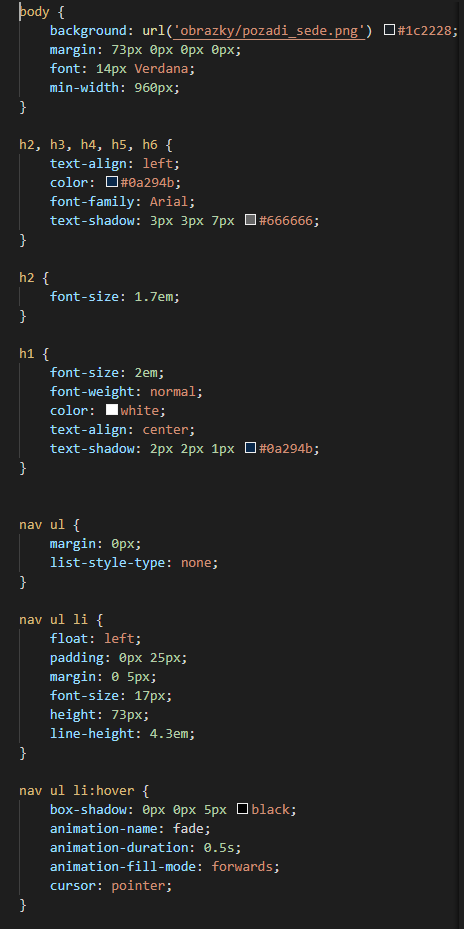 body {
    background: url('obrazky/pozadi_sede.png') #1c2228;
    margin: 73px 0px 0px 0px;
    font: 14px Verdana;
    min-width: 960px;
}

h2, h3, h4, h5, h6 {
    text-align: left;
    color: #0a294b;
    font-family: Arial;
    text-shadow: 3px 3px 7px #666666;
}

h2 {
    font-size: 1.7em;
}

h1 {
    font-size: 2em;
    font-weight: normal;
    color: white;
    text-align: center;
    text-shadow: 2px 2px 1px #0a294b;
}


nav ul {
    margin: 0px;
    list-style-type: none;
}

nav ul li {
    float: left;
    padding: 0px 25px;
    margin: 0 5px;
    font-size: 17px;
    height: 73px;
    line-height: 4.3em;
}

nav ul li:hover {
    box-shadow: 0px 0px 5px black;
    animation-name: fade;
    animation-duration: 0.5s;
    animation-fill-mode: forwards;
    cursor: pointer;
}